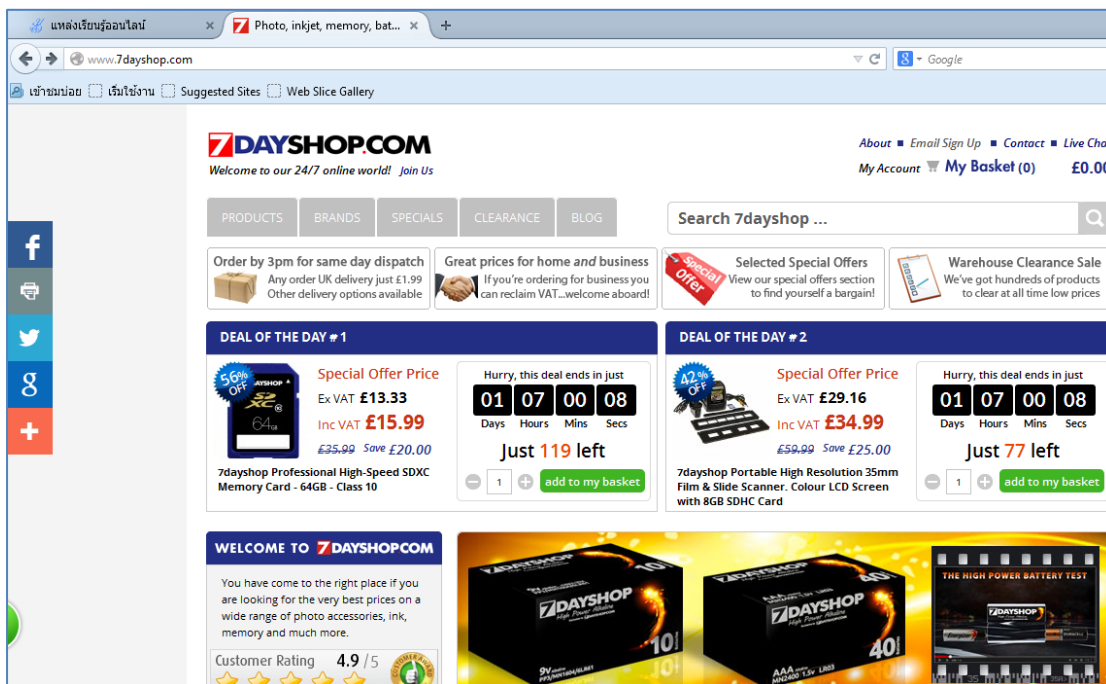 แหล่งเรียนรู้ออนไลน์
Photo, inkjet, memory, bat...
www.7dayshop.com
Google
เข้าชมบ่อย เริ่มใช้งาน Suggested Sites Web Slice Gallery
7DAYSHOP.COM
Welcome to our 24/7 online world! Join Us
About Email Sign Up Contact Live Cha
My Account My Basket (0) £0.00
PRODUCTS BRANDS SPECIALS CLEARANCE BLOG
Search 7dayshop ...
Order by 3pm for same day dispatch
Any order UK delivery just £1.99
Other delivery options available
Great prices for home and business
If you're ordering for business you
can reclaim VAT...welcome aboard!
Special Offer
Selected Special Offers
View our special offers section
to find yourself a bargain!
Warehouse Clearance Sale
We've got hundreds of products
to clear at all time low prices
DEAL OF THE DAY #1
56% OFF
DAYSHOP
SDXC
64GB
Special Offer Price
Ex VAT £13.33
Inc VAT £15.99
£35.99 Save £20.00
7dayshop Professional High-Speed SDXC
Memory Card - 64GB - Class 10
Hurry, this deal ends in just
01 07 00 08
Days Hours Mins Secs
Just 119 left
1 add to my basket
DEAL OF THE DAY #2
42% OFF
Special Offer Price
Ex VAT £29.16
Inc VAT £34.99
£59.99 Save £25.00
7dayshop Portable High Resolution 35mm
Film & Slide Scanner. Colour LCD Screen
with 8GB SDHC Card
Hurry, this deal ends in just
01 07 00 08
Days Hours Mins Secs
Just 77 left
1 add to my basket
WELCOME TO 7DAYSHOP.COM
You have come to the right place if you
are looking for the very best prices on a
wide range of photo accessories, ink,
memory and much more.
Customer Rating 4.9 / 5
7DAYSHOP
7DAYSHOP
High Power Alkaline
10
9V
7DAYSHOP
7DAYSHOP
High Power Alkaline
40
AAA
MN2400 1.5V LR03
THE HIGH POWER BATTERY TEST
7DAYSHOP